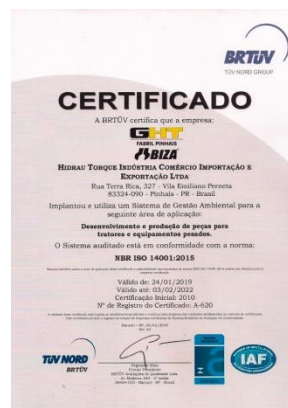 BRTÜV
TÜV NORD GROUP
CERTIFICADO
A BRTÜV certifica que a empresa:
GHT
FABRIL PINHAIS
BIZA
HIDRAU TORQUE INDÚSTRIA COMÉRCIO IMPORTAÇÃO E
EXPORTAÇÃO LTDA
Rua Terra Rica, 327 - Vila Emiliano Perneta
83324-090 - Pinhais - PR - Brasil
Implantou e utiliza um Sistema de Gestão Ambiental para a
seguinte área de aplicação:
Desenvolvimento e produção de peças para
tratores e equipamentos pesados.
O Sistema auditado está em conformidade com a norma:
NBR ISO 14001:2015
Válido de: 24/01/2019
Válido até: 03/02/2022
Certificação Inicial: 2010
Nº de Registro do Certificado: A-620
TÜV NORD
BRTÜV
IAF